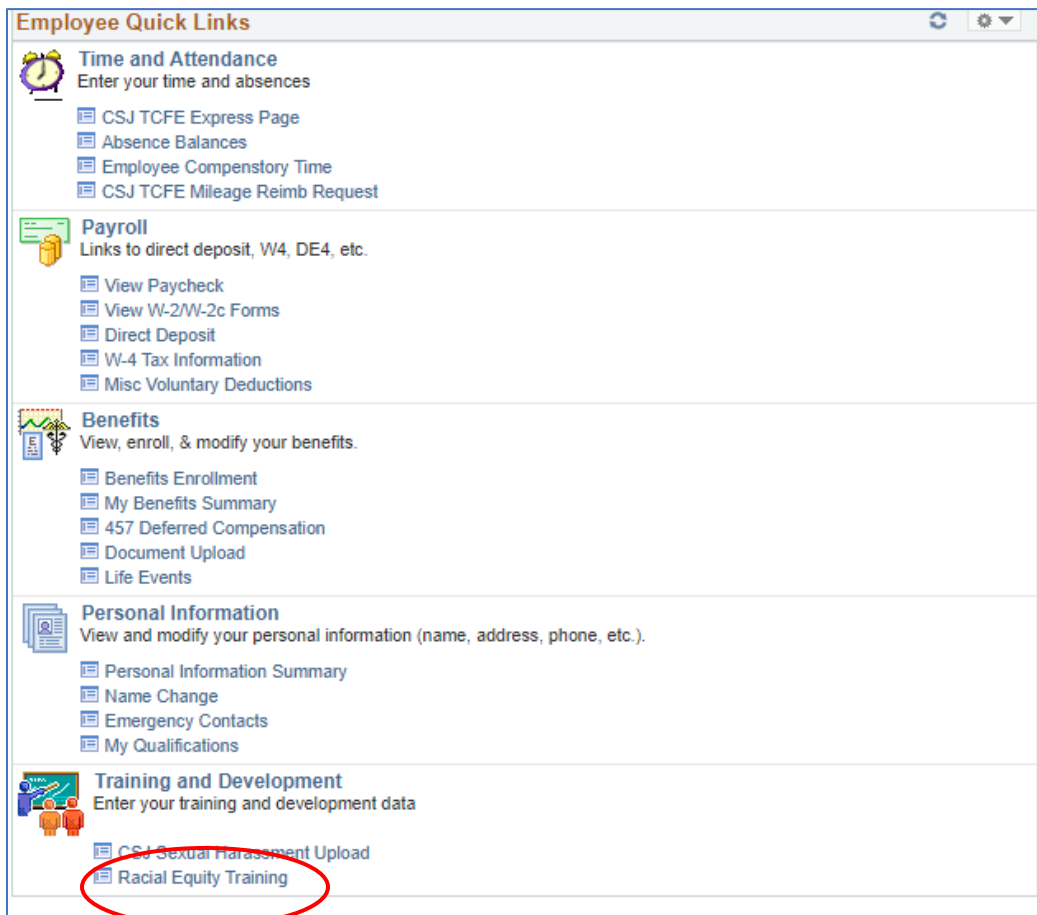 Employee Quick Links
Time and Attendance
Enter your time and absences
CSJ TCFE Express Page
Absence Balances
Employee Compenstory Time
CSJ TCFE Mileage Reimb Request
Payroll
Links to direct deposit, W4, DE4, etc.
View Paycheck
View W-2/W-2c Forms
Direct Deposit
W-4 Tax Information
Misc Voluntary Deductions
Benefits
View, enroll, & modify your benefits.
Benefits Enrollment
My Benefits Summary
457 Deferred Compensation
Document Upload
Life Events
Personal Information
View and modify your personal information (name, address, phone, etc.).
Personal Information Summary
Name Change
Emergency Contacts
My Qualifications
Training and Development
Enter your training and development data
CSJ Sexual Harassment Upload
Racial Equity Training